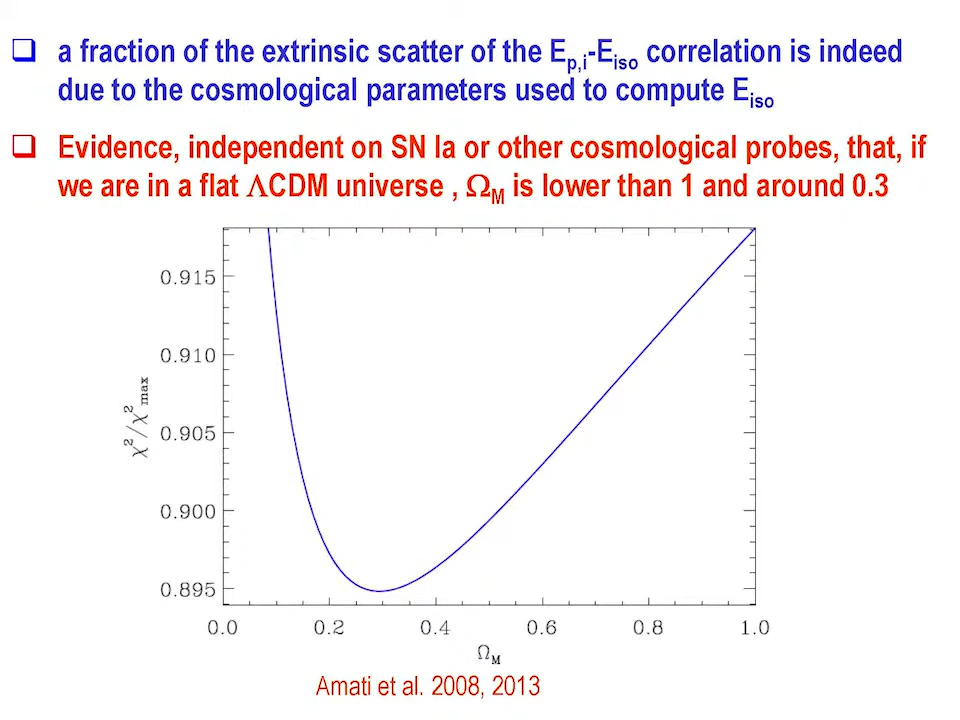 ❑ a fraction of the extrinsic scatter of the Ep,i-Eiso correlation is indeed
due to the cosmological parameters used to compute Eiso
❑ Evidence, independent on SN Ia or other cosmological probes, that, if
we are in a flat ΛCDM universe , ΩM is lower than 1 and around 0.3
0.915
0.910
0.905
0.900
0.895
χ²/χ²max
0.0 0.2 0.4 0.6 0.8 1.0
ΩM
Amati et al. 2008, 2013